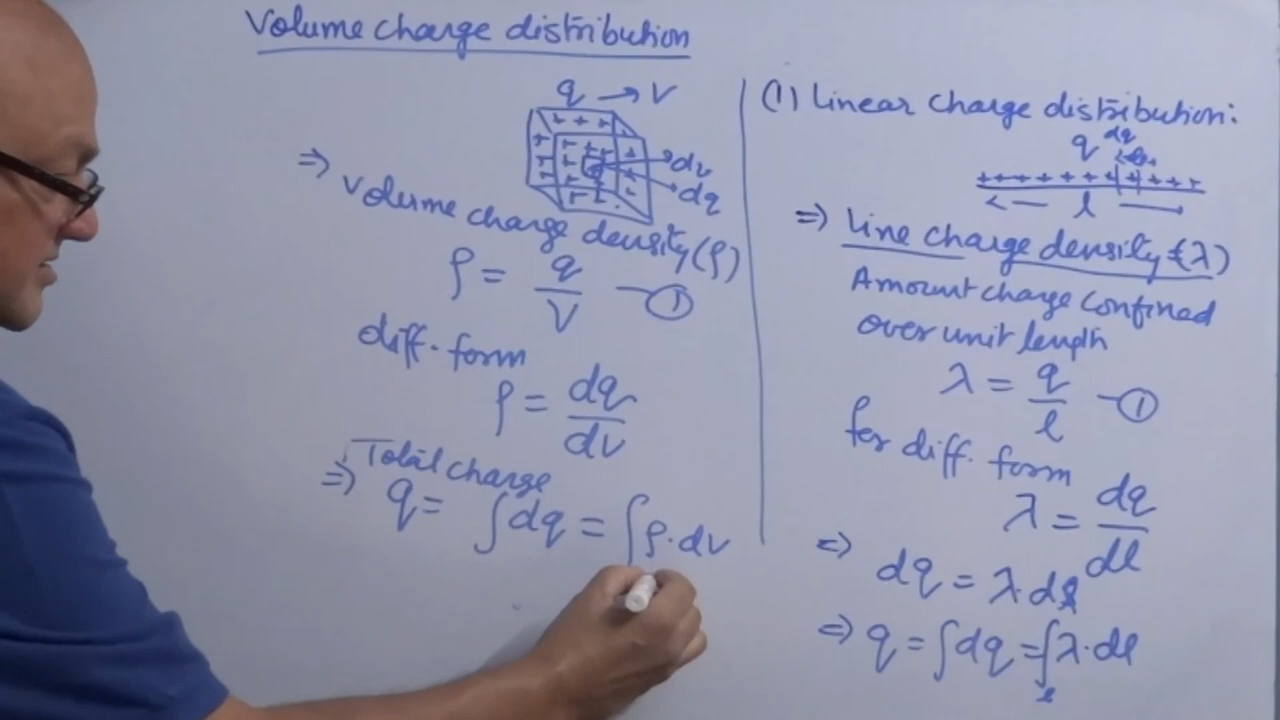 Volume charge distribution
q → V
dv
dq
⇒ Volume charge density (ρ)
ρ = q/V — ①
diff. form
ρ = dq/dv
Total charge
⇒ q = ∫dq = ∫ρ.dv
(1) Linear Charge distribution:
q dq
+++++++++++
← l →
⇒ Line charge density (λ)
Amount charge confined
over unit length
λ = q/l — ①
for diff. form
λ = dq/dl
⇒ dq = λ.dl
⇒ q = ∫dq = ∫λ.dl
l